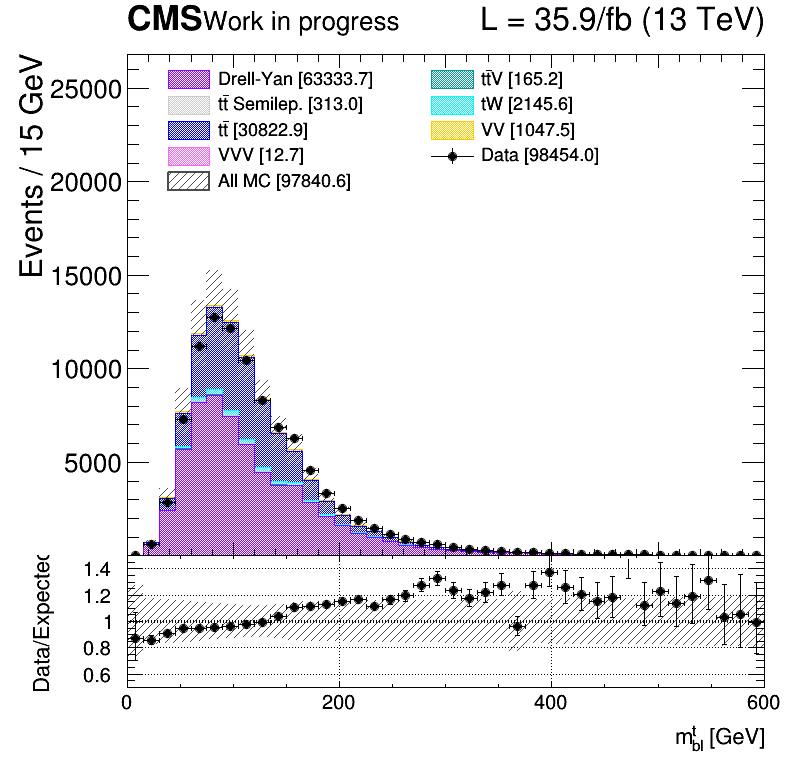 CMS Work in progress L = 35.9/fb (13 TeV)
Events / 15 GeV
25000
20000
15000
10000
5000
Drell-Yan [63333.7]
tt̄ Semilep. [313.0]
tt̄ [30822.9]
VVV [12.7]
All MC [97840.6]
tt̄V [165.2]
tW [2145.6]
VV [1047.5]
Data [98454.0]
Data/Expected
1.4
1.2
1
0.8
0.6
0 200 400 600
m^t_bl [GeV]